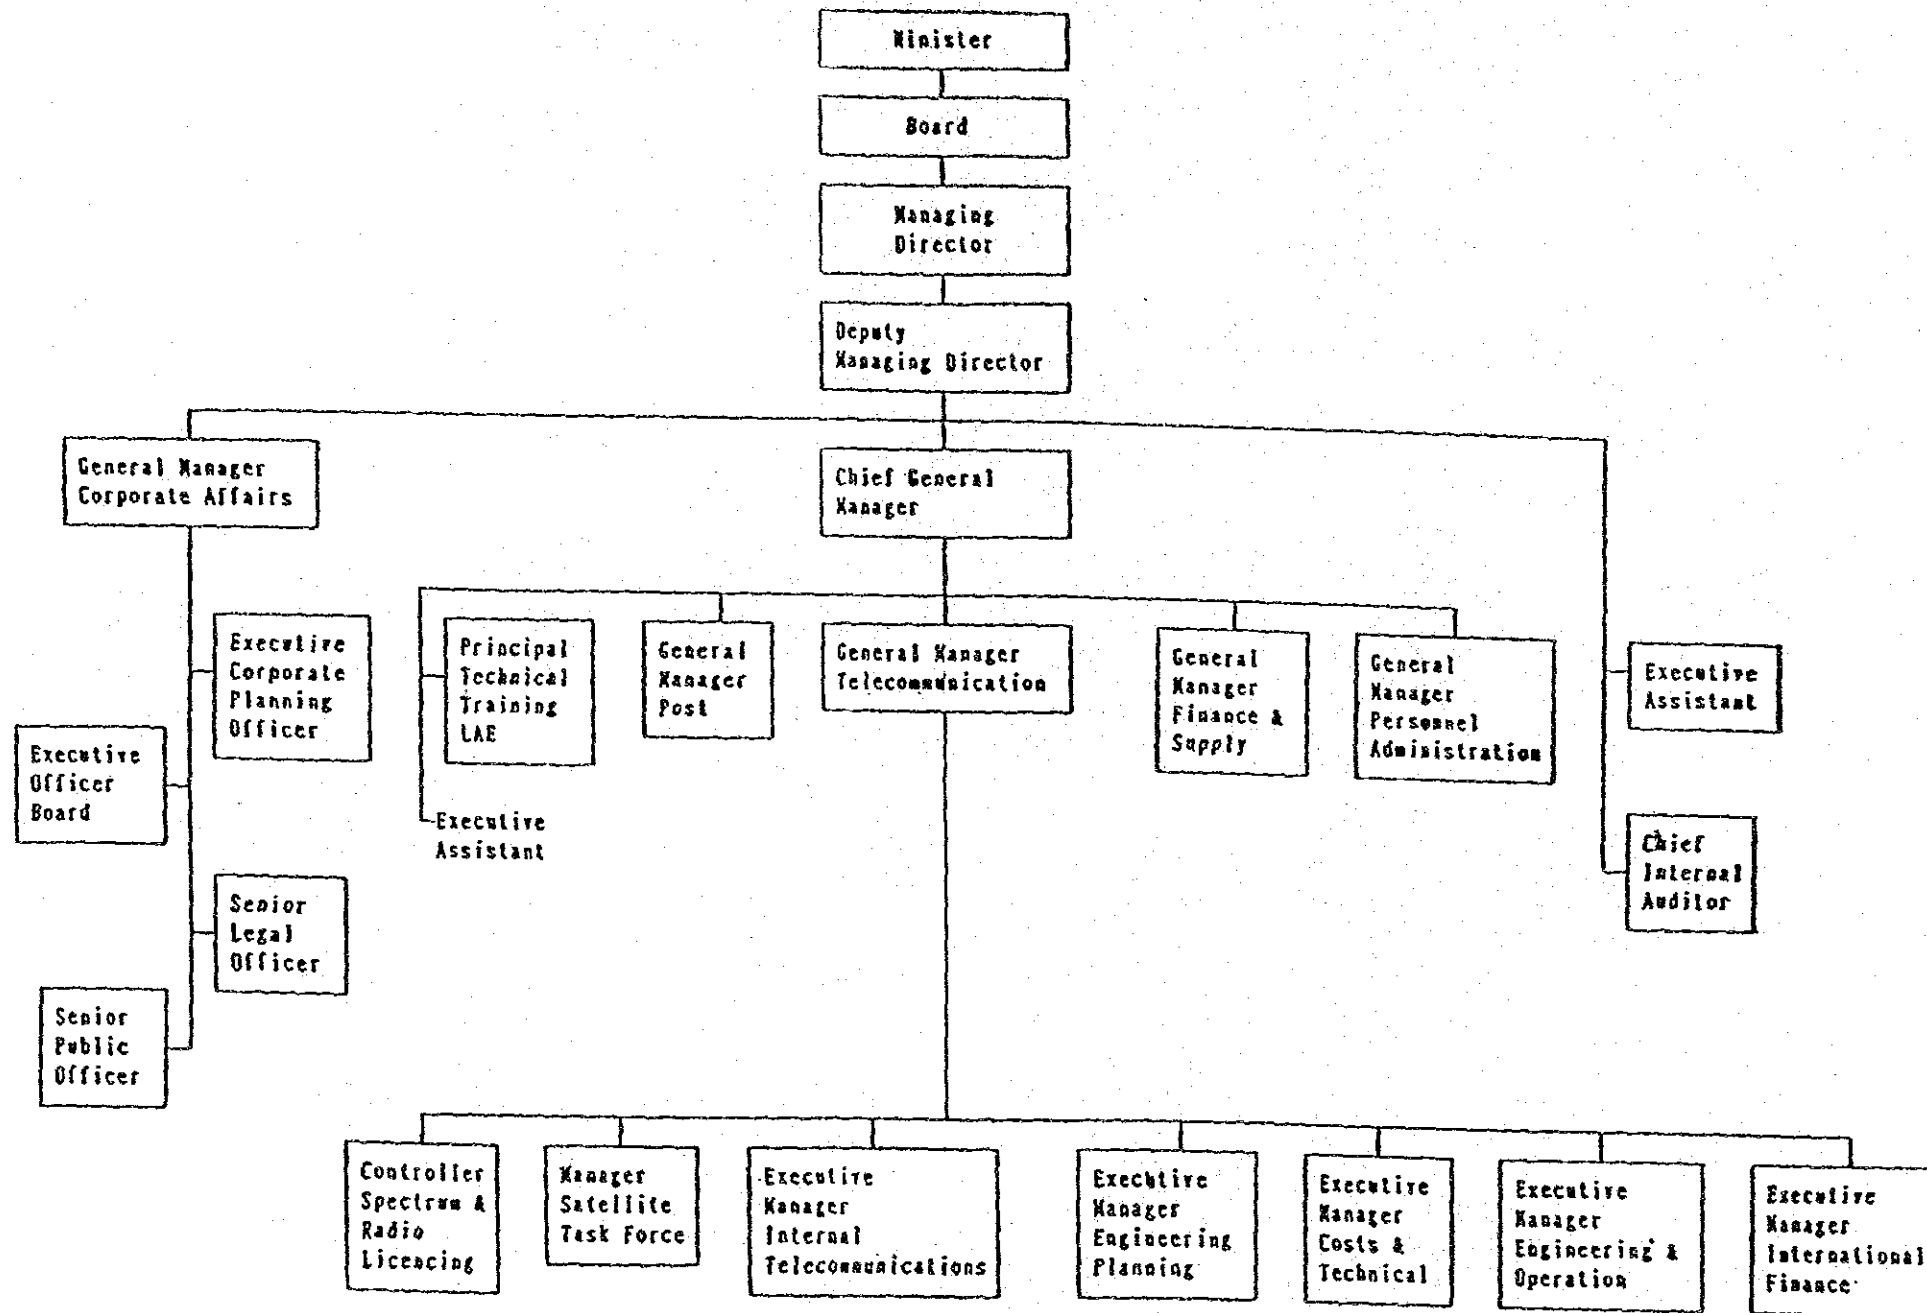 Minister
Board
Managing
Director
Deputy
Managing Director
General Manager
Corporate Affairs
Chief General
Manager
Executive
Corporate
Planning
Officer
Executive
Officer
Board
Senior
Legal
Officer
Senior
Public
Officer
Principal
Technical
Training
LAE
Executive
Assistant
General
Manager
Post
General Manager
Telecommunication
General
Manager
Finance &
Supply
General
Manager
Personnel
Administration
Executive
Assistant
Chief
Internal
Auditor
Controller
Spectrum &
Radio
Licencing
Manager
Satellite
Task Force
Executive
Manager
Internal
Telecommunications
Executive
Manager
Engineering
Planning
Executive
Manager
Costs &
Technical
Executive
Manager
Engineering &
Operation
Executive
Manager
International
Finance